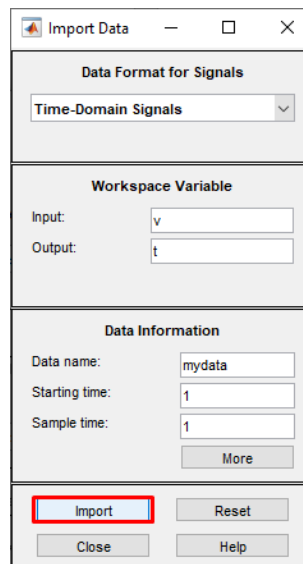 Import Data
Data Format for Signals
Time-Domain Signals
Workspace Variable
Input: v
Output: t
Data Information
Data name: mydata
Starting time: 1
Sample time: 1
More
Import Reset
Close Help